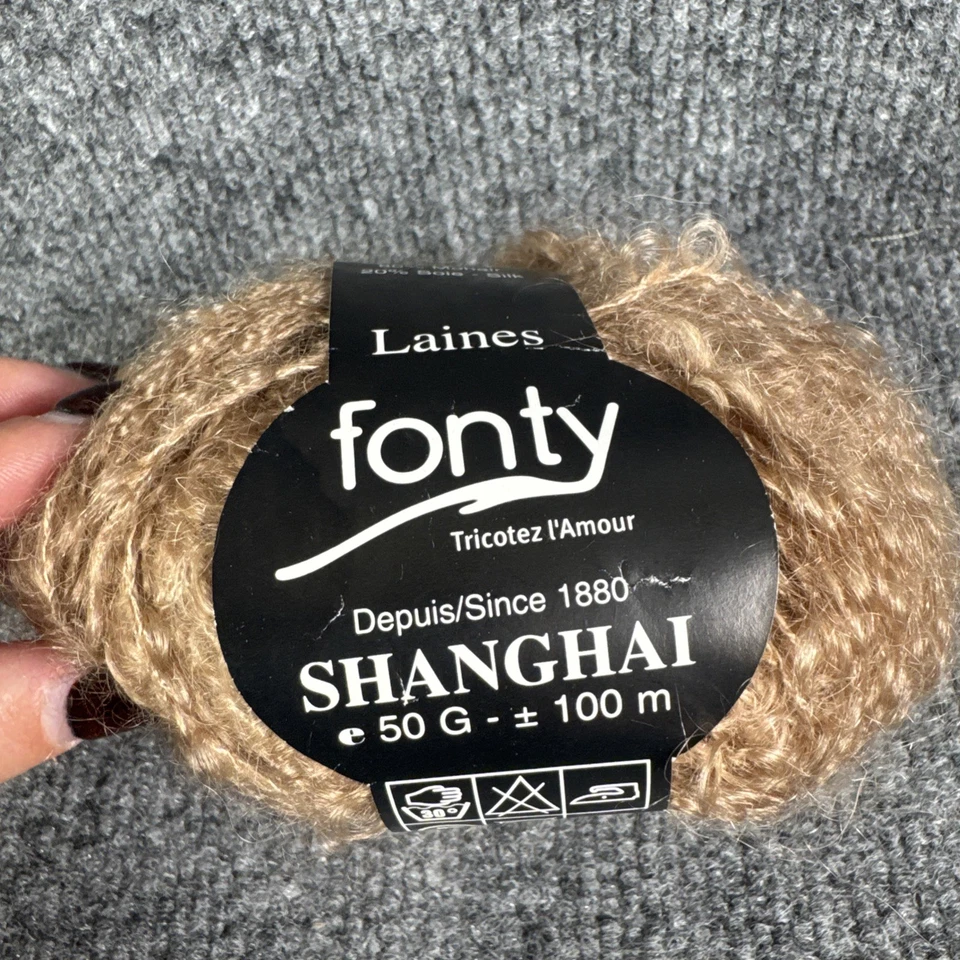 20% Soie - Silk
Laines
fonty
Tricotez l'Amour
Depuis/Since 1880
SHANGHAI
e 50 G - ± 100 m
30°